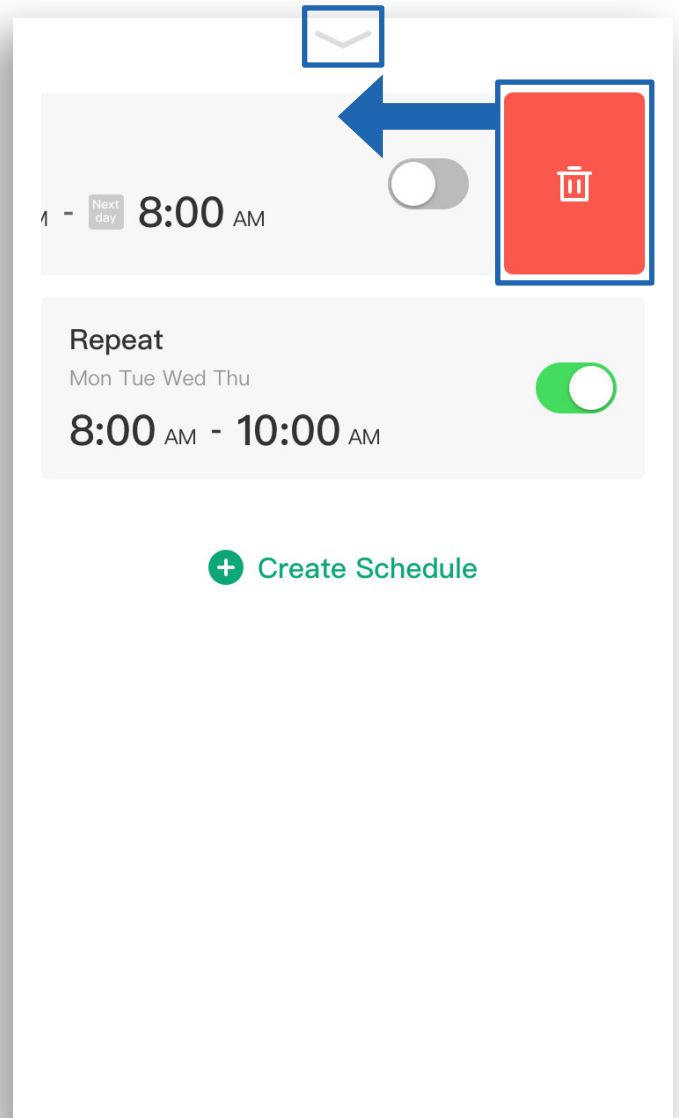 - Next day 8:00 AM
Repeat
Mon Tue Wed Thu
8:00 AM - 10:00 AM
Create Schedule